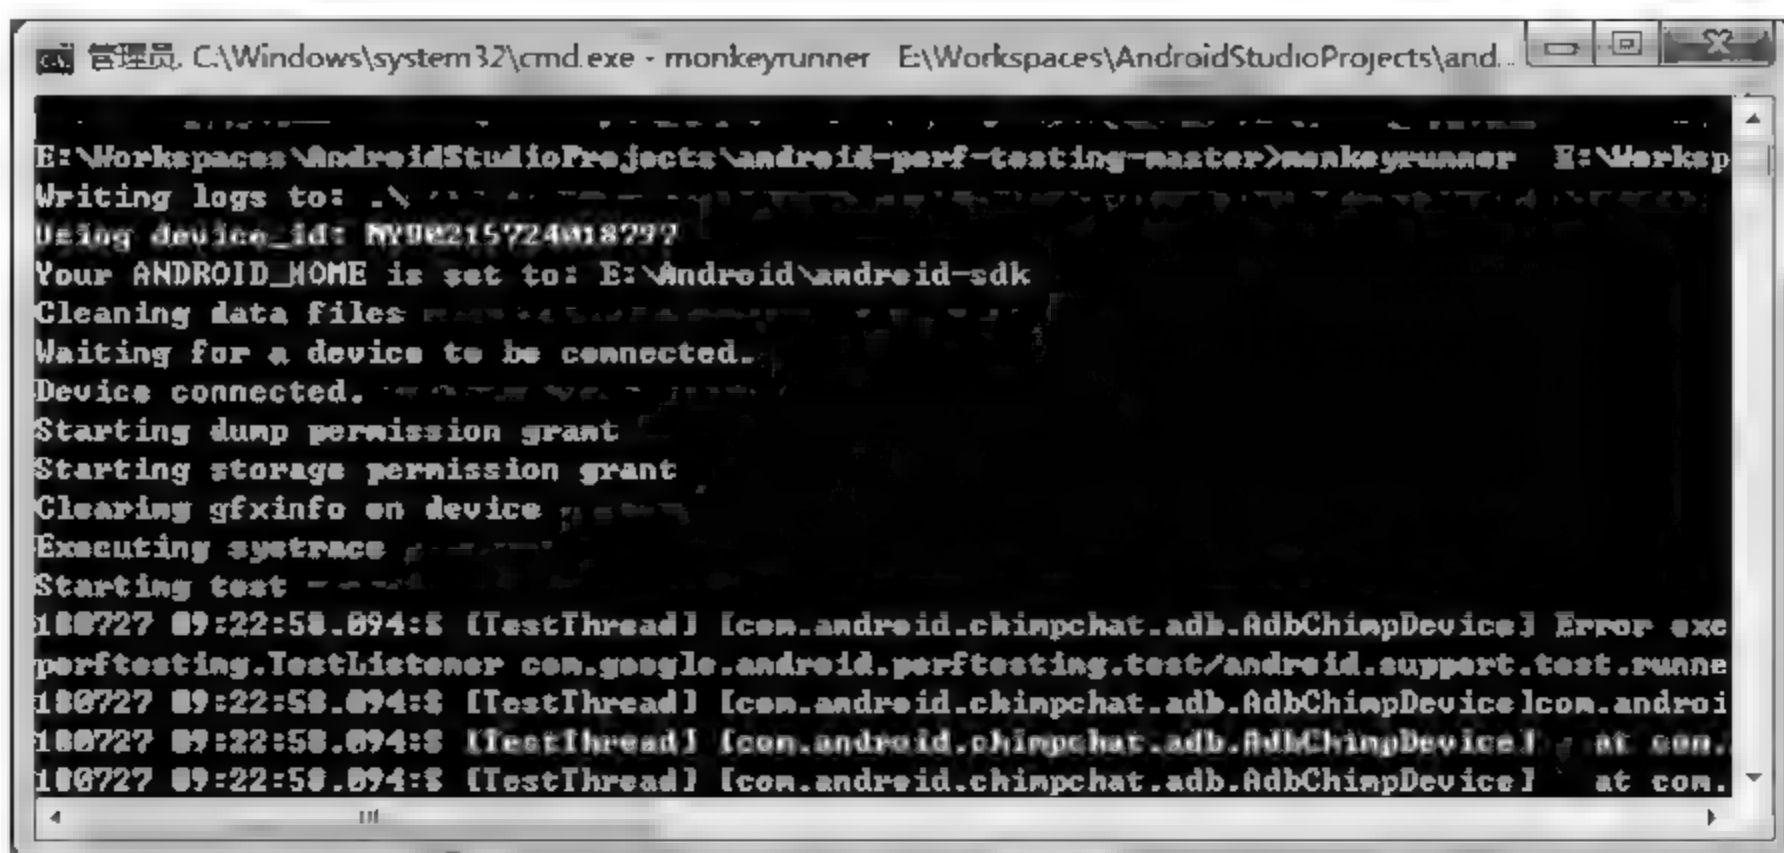 管理员: C:\Windows\system32\cmd.exe - monkeyrunner  E:\Workspaces\AndroidStudioProjects\and...
E:\Workspaces\AndroidStudioProjects\android-perf-testing-master>monkeyrunner  E:\Worksp
Writing logs to: .\
Using device_id:
Your ANDROID_HOME is set to: E:\Android\android-sdk
Cleaning data files
Waiting for a device to be connected.
Device connected.
Starting dump permission grant
Starting storage permission grant
Clearing gfxinfo on device
Executing systrace
Starting test
180727 09:22:58.094:S [TestThread] [com.android.chimpchat.adb.AdbChimpDevice] Error exe
perftesting.TestListener com.google.android.perftesting.test/android.support.test.runne
180727 09:22:58.094:S [TestThread] [com.android.chimpchat.adb.AdbChimpDevice]com.androi
180727 09:22:58.094:S [TestThread] [com.android.chimpchat.adb.AdbChimpDevice]   at com.
180727 09:22:58.094:S [TestThread] [com.android.chimpchat.adb.AdbChimpDevice]   at com.